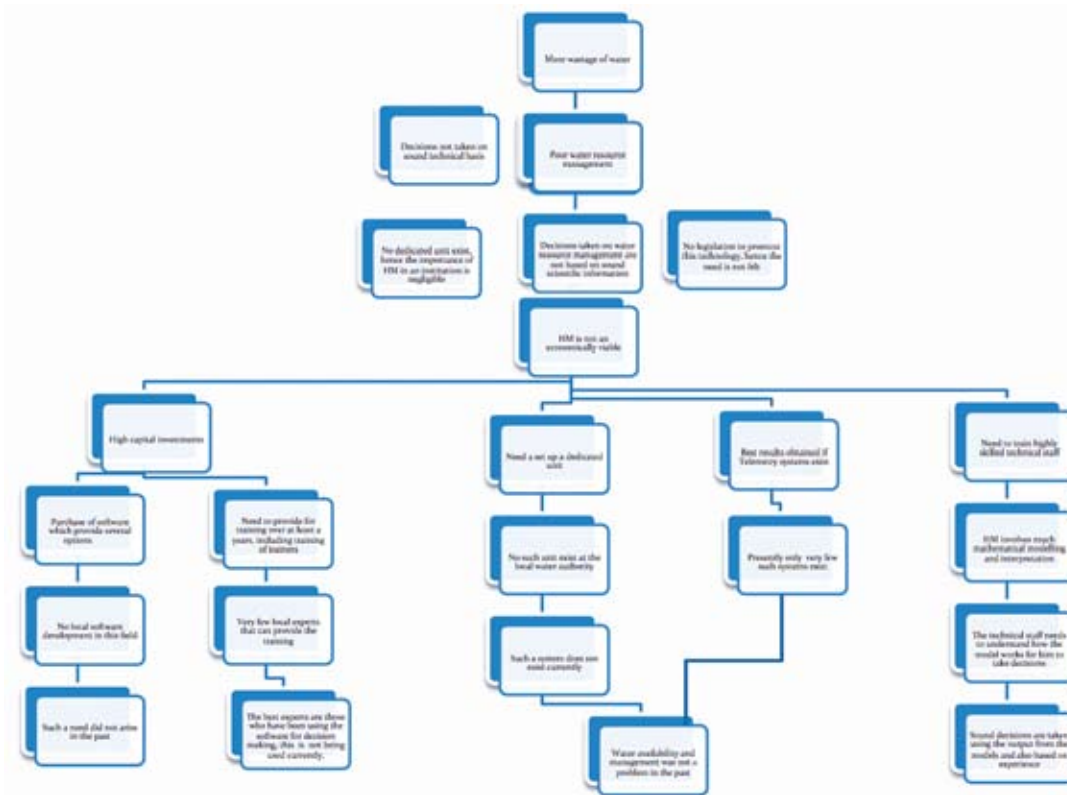 More wastage of water
Decisions not taken on
sound technical basis
Poor water resource
management
No dedicated unit exist,
hence the importance of
HM in an institution is
negligible
Decisions taken on water
resource management are
not based on sound
scientific information
No legislation to promote
this technology, hence the
need is not felt
HM is not an
economically viable
High capital investments
Need a set up a dedicated
unit
Best results obtained if
Telemetry systems exist
Need to train highly
skilled technical staff
Purchase of software
which provide several
options
Need to provide for
training over at least 2
years, including training
of trainers
No such unit exist at the
local water authority
Presently only very few
such systems exist
HM involves much
mathematical modelling
and interpretation
No local software
development in this field
Very few local experts
that can provide the
training
Such a system does not
exist currently
The technical staff needs
to understand how the
model works for him to
take decisions
Such a need did not arise
in the past
The best experts are those
who have been using the
software for decision
making, this is not being
used currently.
Water availability and
management was not a
problem in the past
Sound decisions are taken
using the output from the
models and also based on
experience